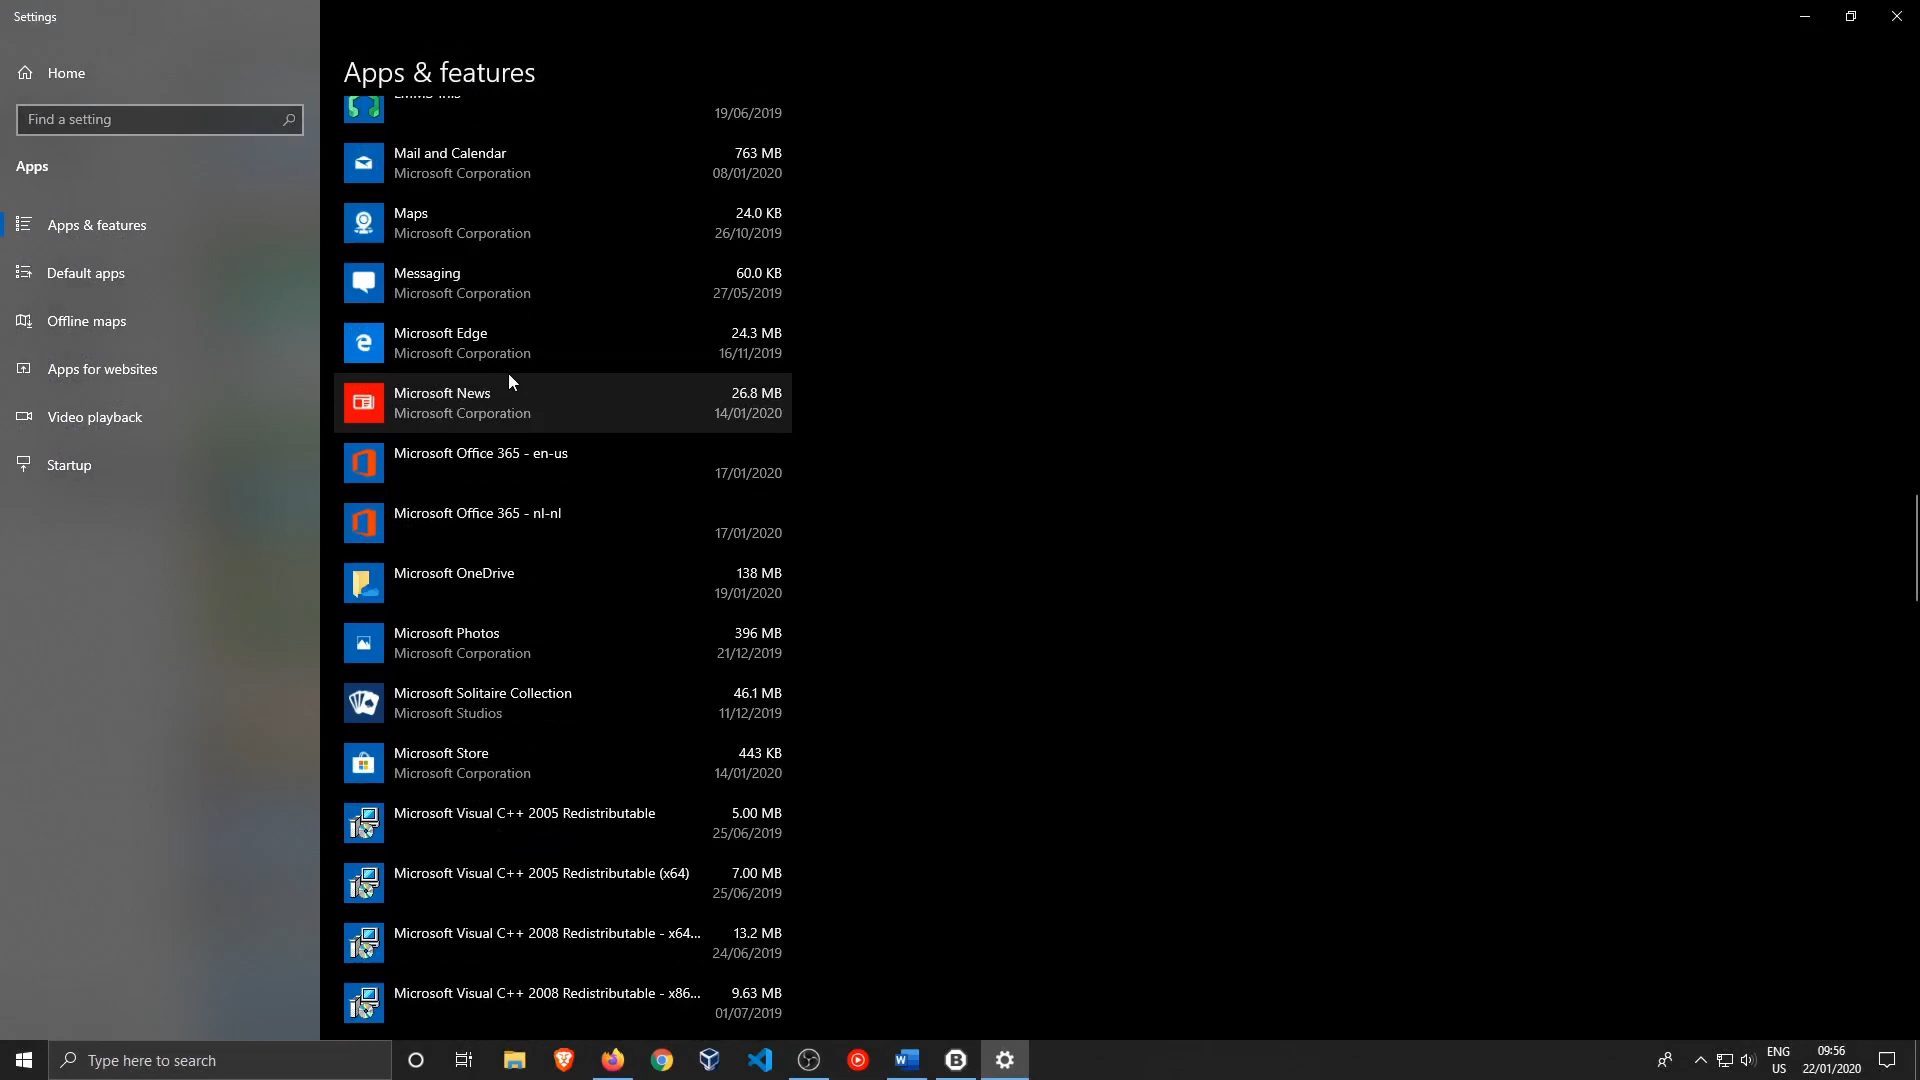 Settings
Home
Find a setting
Apps
Apps & features
Default apps
Offline maps
Apps for websites
Video playback
Startup
Apps & features
19/06/2019
Mail and Calendar 763 MB
Microsoft Corporation 08/01/2020
Maps 24.0 KB
Microsoft Corporation 26/10/2019
Messaging 60.0 KB
Microsoft Corporation 27/05/2019
Microsoft Edge 24.3 MB
Microsoft Corporation 16/11/2019
Microsoft News 26.8 MB
Microsoft Corporation 14/01/2020
Microsoft Office 365 - en-us
17/01/2020
Microsoft Office 365 - nl-nl
17/01/2020
Microsoft OneDrive 138 MB
19/01/2020
Microsoft Photos 396 MB
Microsoft Corporation 21/12/2019
Microsoft Solitaire Collection 46.1 MB
Microsoft Studios 11/12/2019
Microsoft Store 443 KB
Microsoft Corporation 14/01/2020
Microsoft Visual C++ 2005 Redistributable 5.00 MB
25/06/2019
Microsoft Visual C++ 2005 Redistributable (x64) 7.00 MB
25/06/2019
Microsoft Visual C++ 2008 Redistributable - x64... 13.2 MB
24/06/2019
Microsoft Visual C++ 2008 Redistributable - x86... 9.63 MB
01/07/2019
Type here to search
ENG
US
09:56
22/01/2020